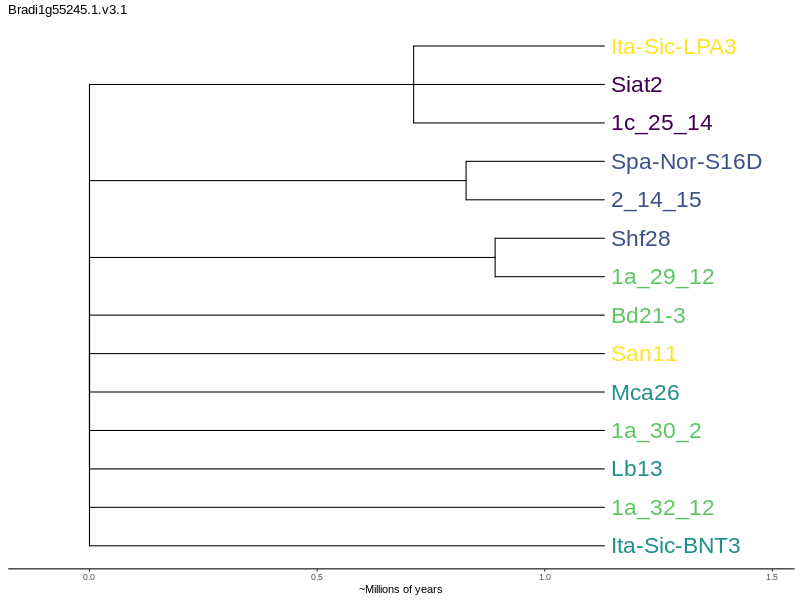 Bradi1g55245.1.v3.1
Ita-Sic-LPA3
Siat2
1c_25_14
Spa-Nor-S16D
2_14_15
Shf28
1a_29_12
Bd21-3
San11
Mca26
1a_30_2
Lb13
1a_32_12
Ita-Sic-BNT3
0.0 0.5 1.0 1.5
~Millions of years